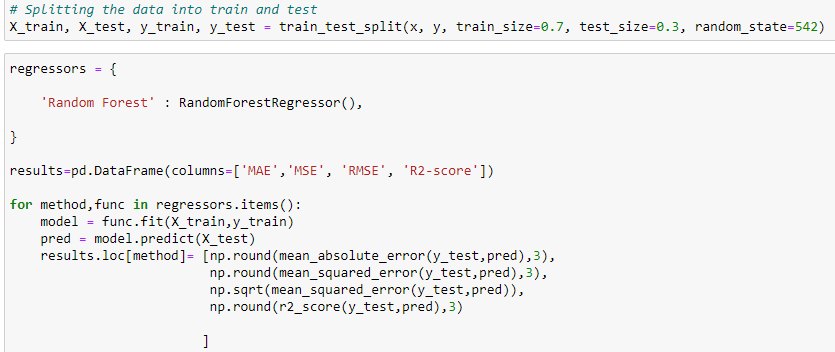 # Splitting the data into train and test
X_train, X_test, y_train, y_test = train_test_split(x, y, train_size=0.7, test_size=0.3, random_state=542)
regressors = {
'Random Forest' : RandomForestRegressor(),
}
results=pd.DataFrame(columns=['MAE','MSE', 'RMSE', 'R2-score'])
for method,func in regressors.items():
model = func.fit(X_train,y_train)
pred = model.predict(X_test)
results.loc[method]= [np.round(mean_absolute_error(y_test,pred),3),
np.round(mean_squared_error(y_test,pred),3),
np.sqrt(mean_squared_error(y_test,pred)),
np.round(r2_score(y_test,pred),3)
]